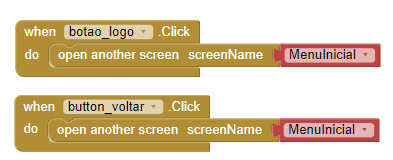 when botao_logo .Click
do open another screen screenName MenuInicial
when button_voltar .Click
do open another screen screenName MenuInicial